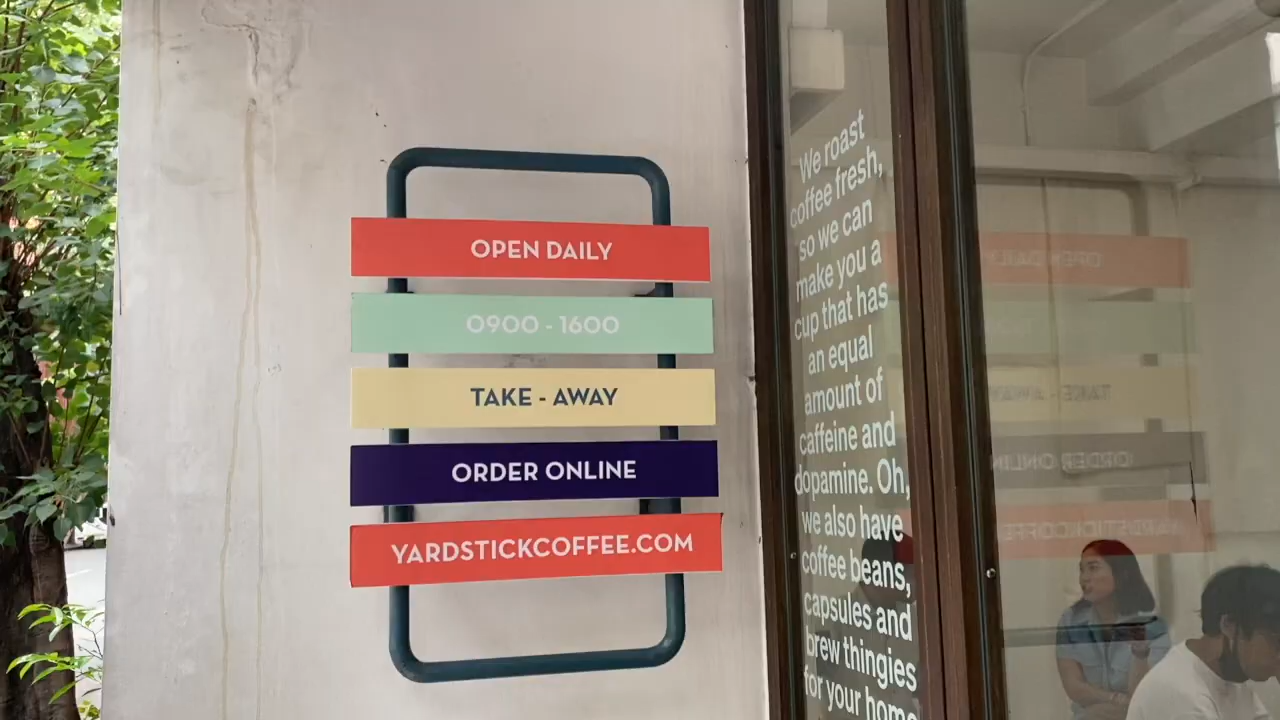 OPEN DAILY
0900 - 1600
TAKE - AWAY
ORDER ONLINE
YARDSTICKCOFFEE.COM
We roast
coffee fresh,
so we can
make you a
cup that has
an equal
amount of
caffeine and
dopamine. Oh,
we also have
coffee beans,
capsules and
brew thingies
for your home